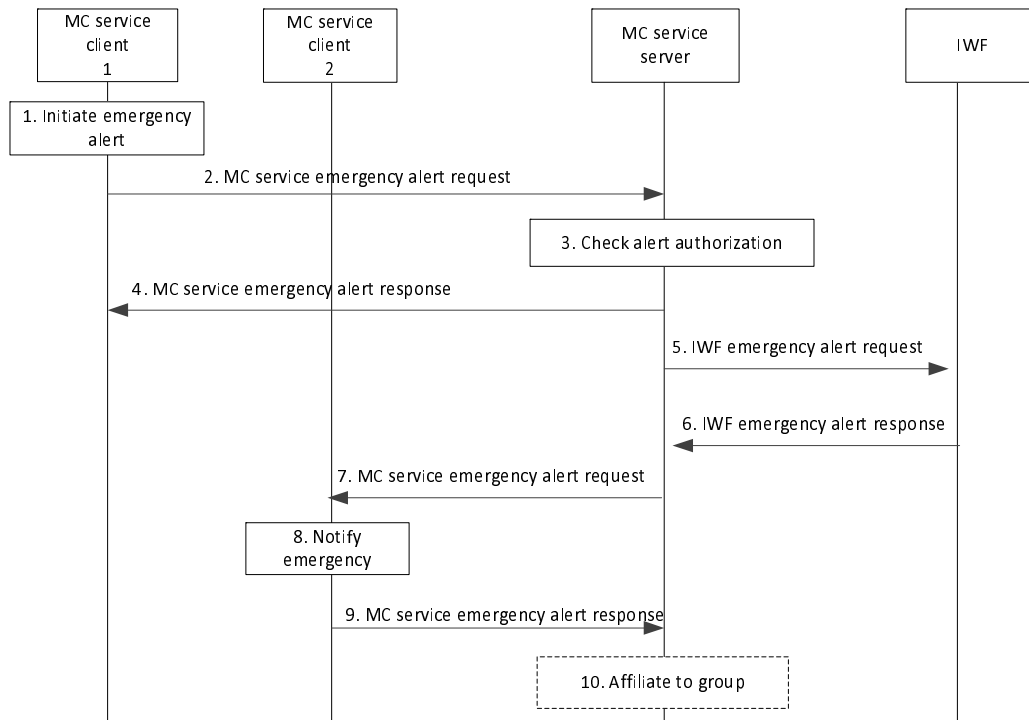 MC service
client
1
MC service
client
2
MC service
server
IWF
1. Initiate emergency
alert
2. MC service emergency alert request
3. Check alert authorization
4. MC service emergency alert response
5. IWF emergency alert request
6. IWF emergency alert response
7. MC service emergency alert request
8. Notify
emergency
9. MC service emergency alert response
10. Affiliate to group